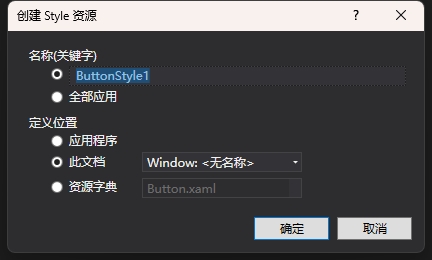 创建 Style 资源
名称(关键字)
ButtonStyle1
全部应用
定义位置
应用程序
此文档 Window: <无名称>
资源字典 Button.xaml
确定 取消